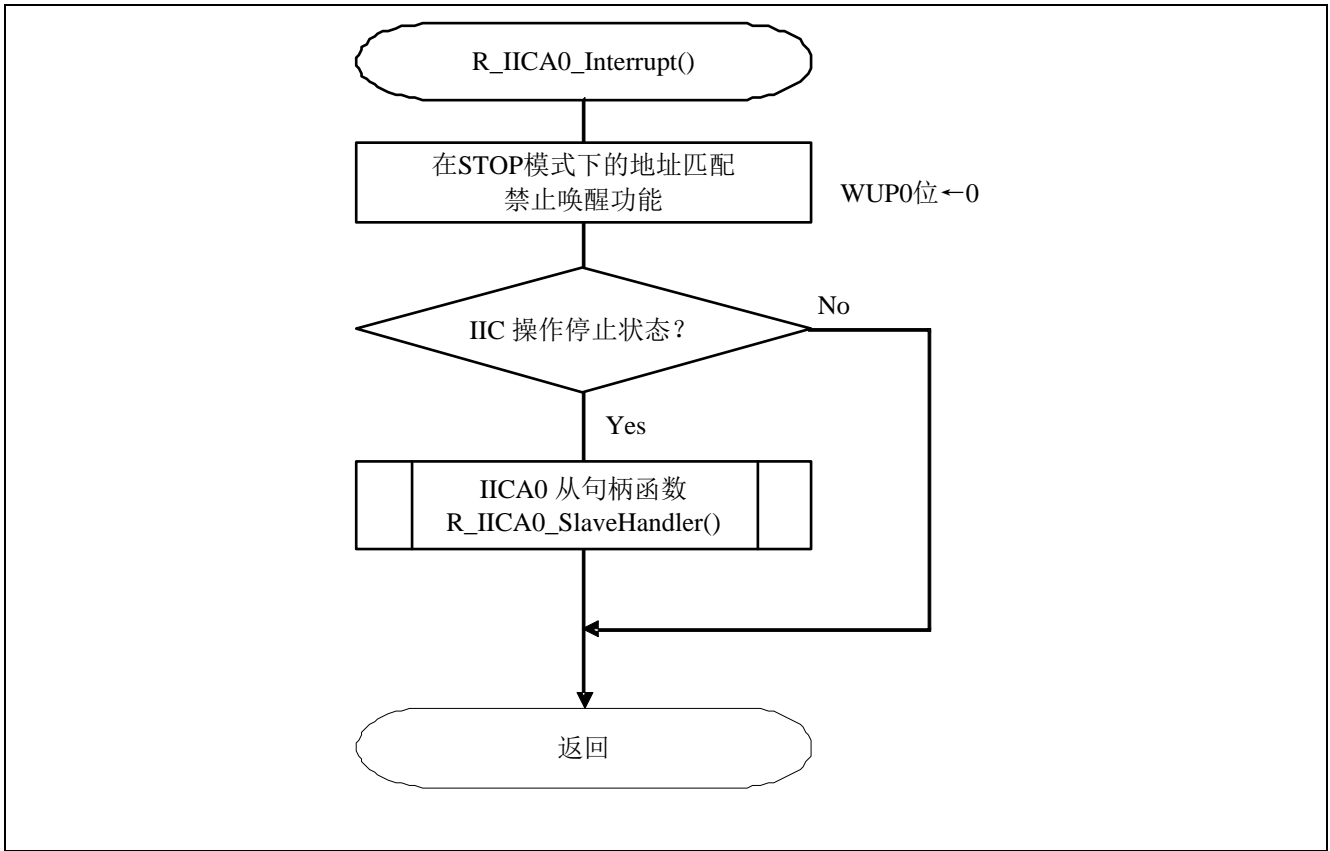 R_IICA0_Interrupt()
在STOP模式下的地址匹配
禁止唤醒功能
WUP0位←0
IIC 操作停止状态？
No
Yes
IICA0 从句柄函数
R_IICA0_SlaveHandler()
返回